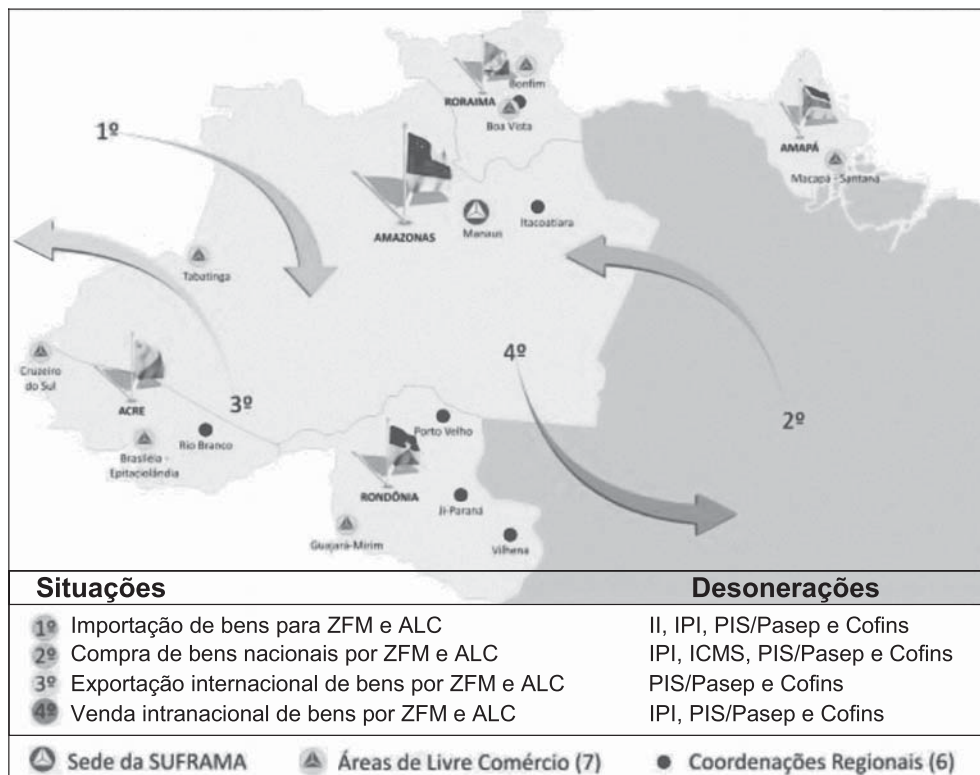 1º
RORAIMA
Bonfim
Boa Vista
AMAPÁ
Macapá - Santana
AMAZONAS
Manaus
Itacoatiara
Tabatinga
4º
Cruzeiro
do Sul
ACRE
3º
2º
Brasiléia -
Epitaciolândia
Rio Branco
Porto Velho
RONDÔNIA
Ji-Paraná
Guajará-Mirim
Vilhena
Situações Desonerações
1º Importação de bens para ZFM e ALC II, IPI, PIS/Pasep e Cofins
2º Compra de bens nacionais por ZFM e ALC IPI, ICMS, PIS/Pasep e Cofins
3º Exportação internacional de bens por ZFM e ALC PIS/Pasep e Cofins
4º Venda intranacional de bens por ZFM e ALC IPI, PIS/Pasep e Cofins
Sede da SUFRAMA Áreas de Livre Comércio (7) Coordenações Regionais (6)